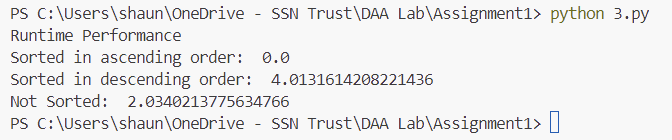 PS C:\Users\shaun\OneDrive - SSN Trust\DAA Lab\Assignment1> python 3.py
Runtime Performance
Sorted in ascending order:  0.0
Sorted in descending order:  4.0131614208221436
Not Sorted:  2.0340213775634766
PS C:\Users\shaun\OneDrive - SSN Trust\DAA Lab\Assignment1>